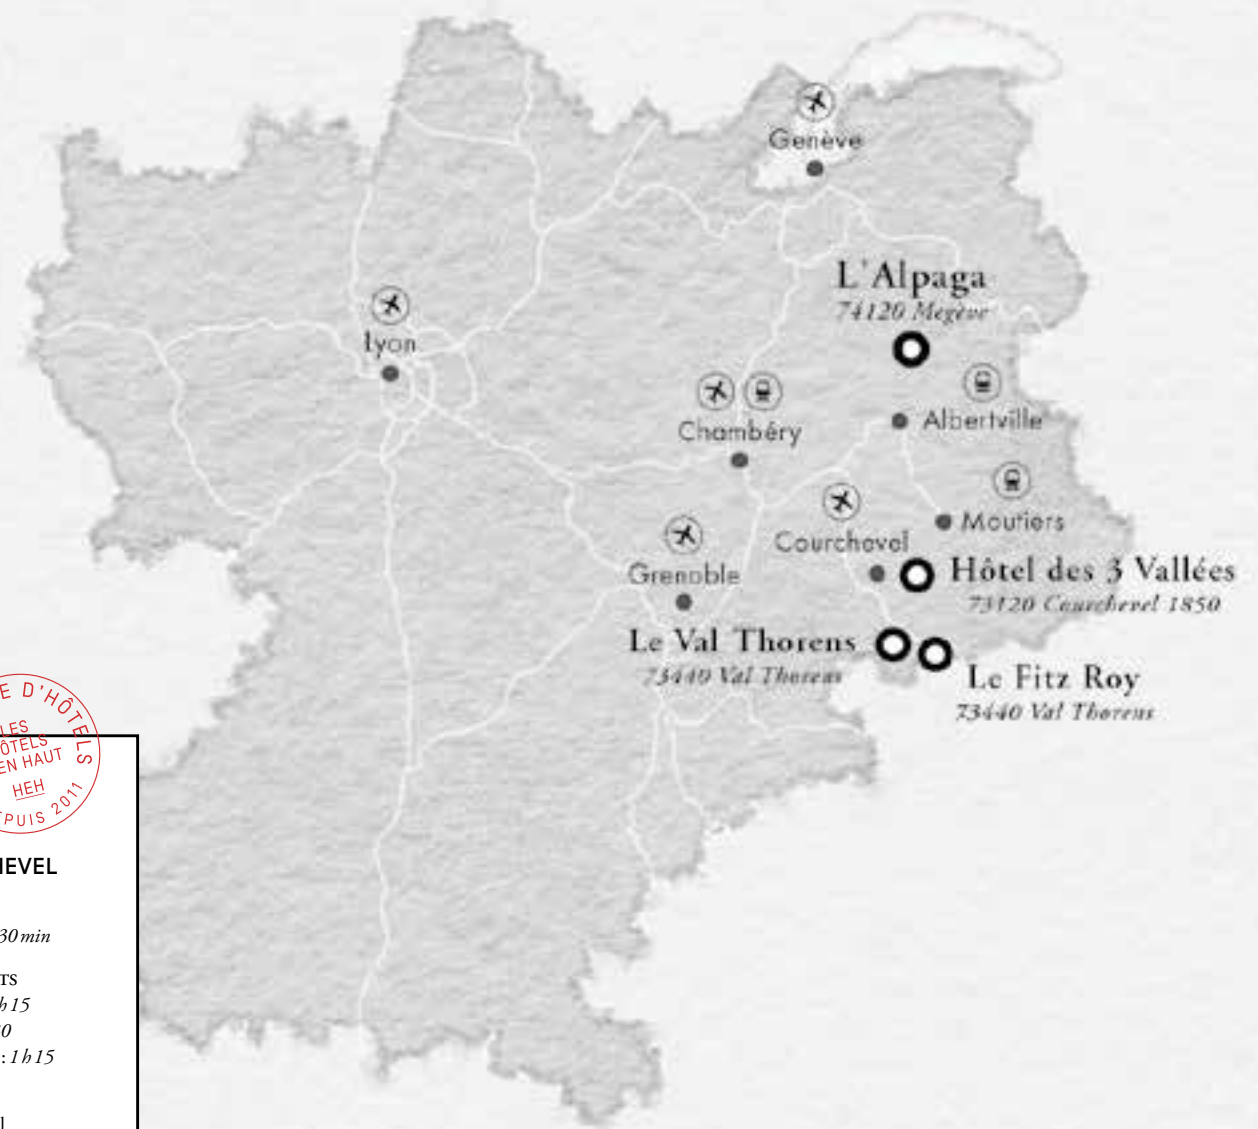 Genève
L'Alpaga
74120 Megève
Lyon
Chambéry
Albertville
Moutiers
Courchevel
Hôtel des 3 Vallées
73120 Courchevel 1850
Grenoble
Le Val Thorens
73440 Val Thorens
Le Fitz Roy
73440 Val Thorens
E D'HÔTELS
LES
ÔTELS
EN HAUT
HEH
PUIS 2011
HEVEL
30 min
TS
h 15
0
: 1 h 15